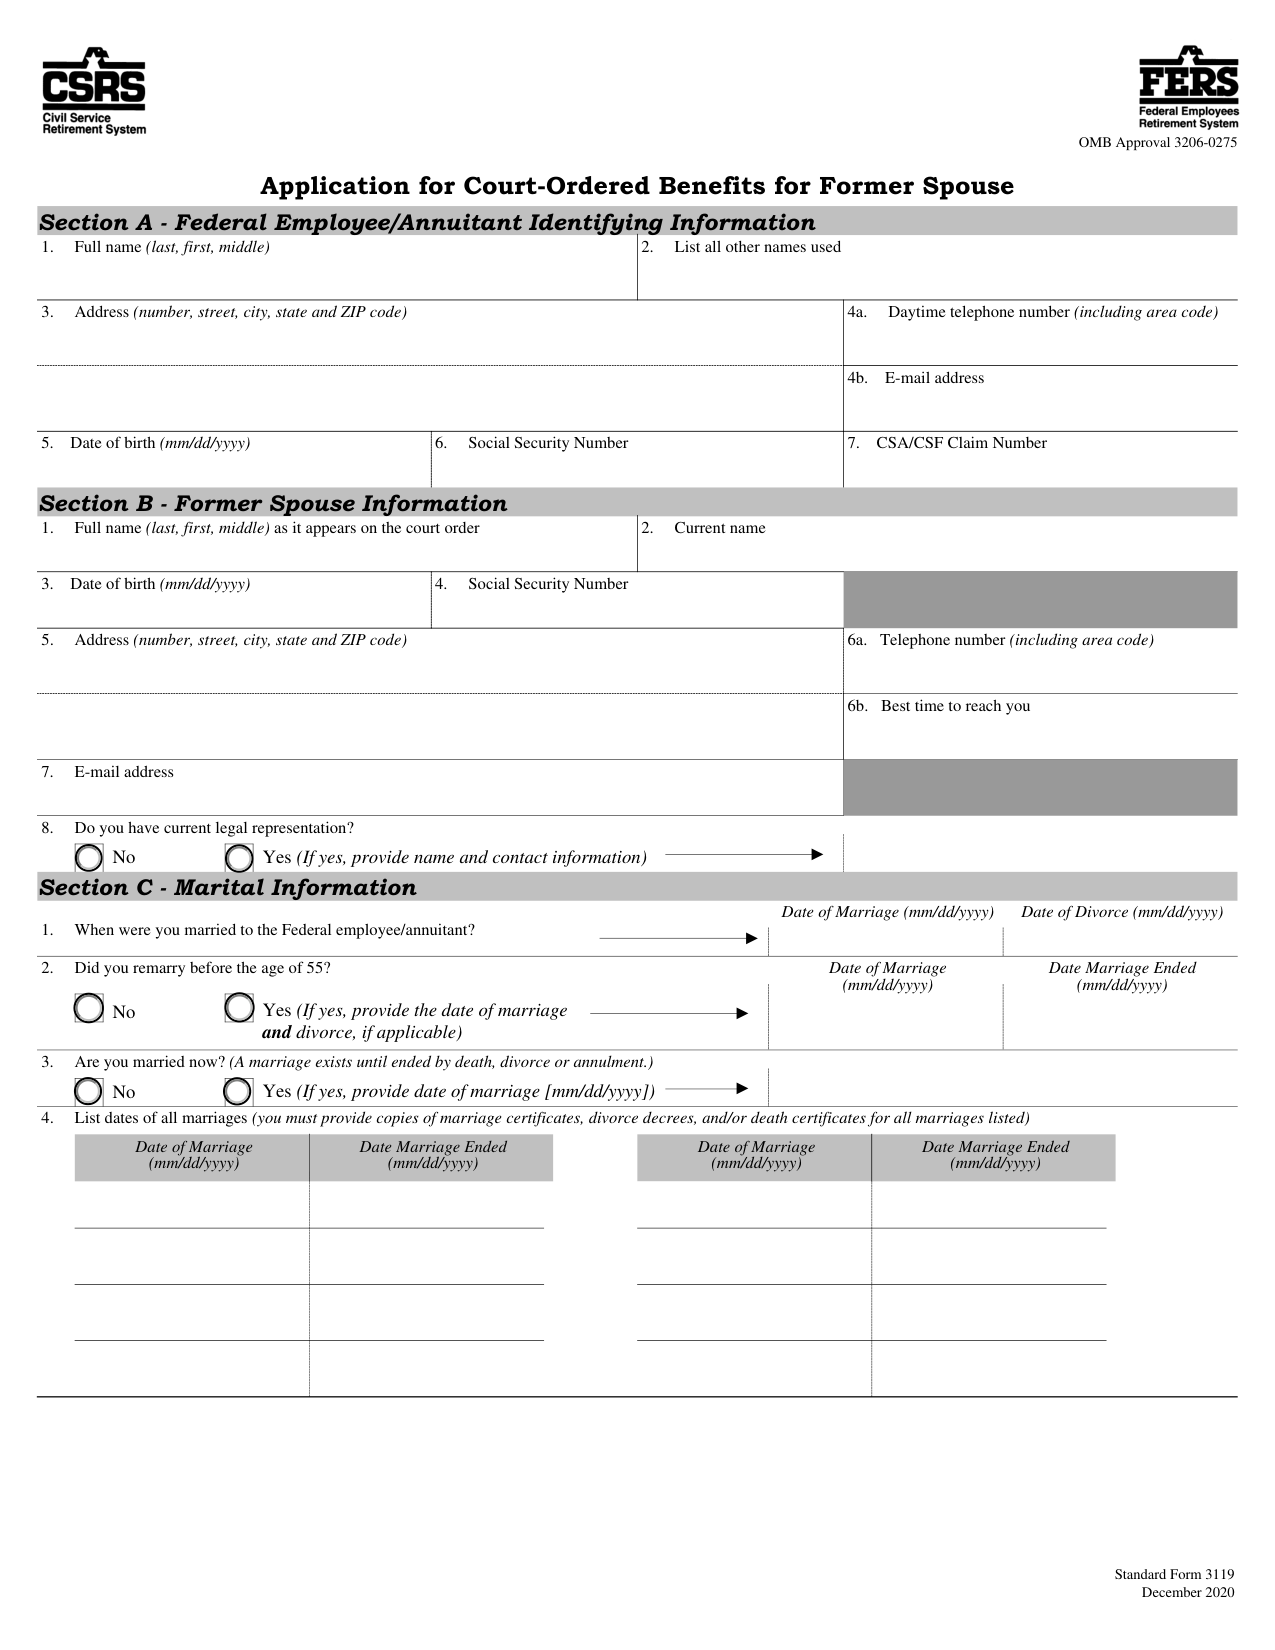 CSRS
Civil Service
Retirement System
FERS
Federal Employees
Retirement System
OMB Approval 3206-0275
Application for Court-Ordered Benefits for Former Spouse
Section A - Federal Employee/Annuitant Identifying Information
1. Full name (last, first, middle)
2. List all other names used
3. Address (number, street, city, state and ZIP code)
4a. Daytime telephone number (including area code)
4b. E-mail address
5. Date of birth (mm/dd/yyyy)
6. Social Security Number
7. CSA/CSF Claim Number
Section B - Former Spouse Information
1. Full name (last, first, middle) as it appears on the court order
2. Current name
3. Date of birth (mm/dd/yyyy)
4. Social Security Number
5. Address (number, street, city, state and ZIP code)
6a. Telephone number (including area code)
6b. Best time to reach you
7. E-mail address
8. Do you have current legal representation?
No
Yes (If yes, provide name and contact information)
Section C - Marital Information
Date of Marriage (mm/dd/yyyy)
Date of Divorce (mm/dd/yyyy)
1. When were you married to the Federal employee/annuitant?
2. Did you remarry before the age of 55?
Date of Marriage
(mm/dd/yyyy)
Date Marriage Ended
(mm/dd/yyyy)
No
Yes (If yes, provide the date of marriage
and divorce, if applicable)
3. Are you married now? (A marriage exists until ended by death, divorce or annulment.)
No
Yes (If yes, provide date of marriage [mm/dd/yyyy])
4. List dates of all marriages (you must provide copies of marriage certificates, divorce decrees, and/or death certificates for all marriages listed)
Date of Marriage
(mm/dd/yyyy)
Date Marriage Ended
(mm/dd/yyyy)
Date of Marriage
(mm/dd/yyyy)
Date Marriage Ended
(mm/dd/yyyy)
Standard Form 3119
December 2020